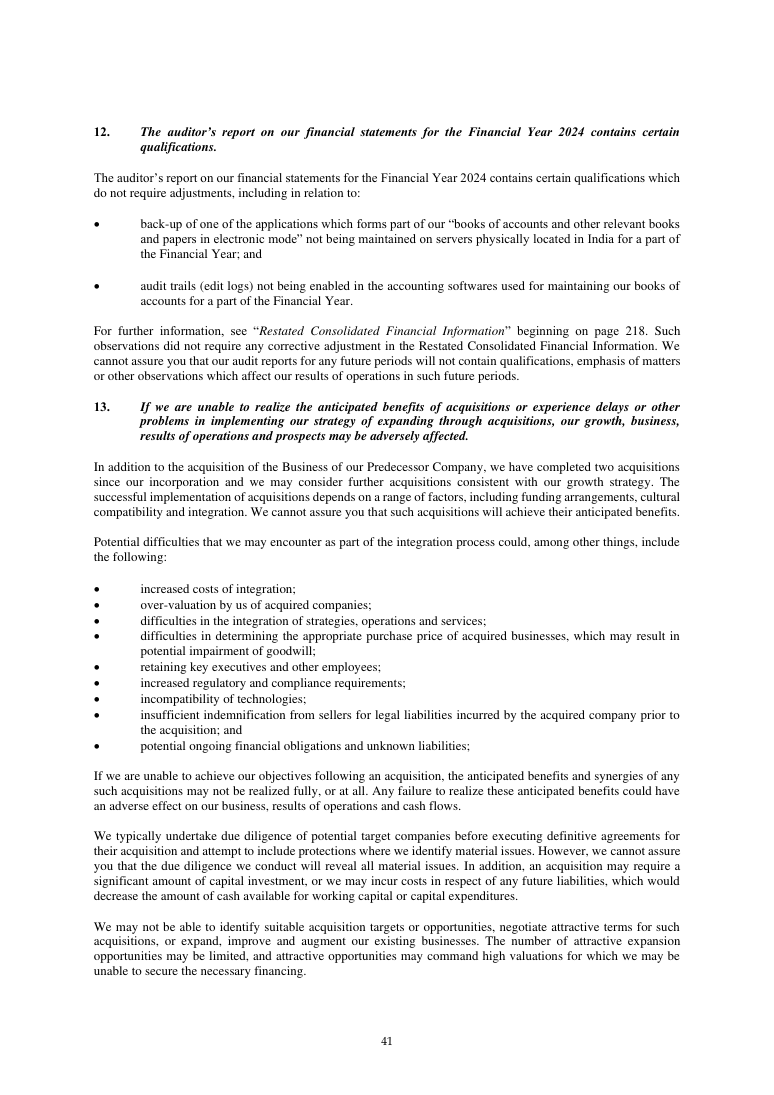 12. The auditor’s report on our financial statements for the Financial Year 2024 contains certain
qualifications.
The auditor’s report on our financial statements for the Financial Year 2024 contains certain qualifications which
do not require adjustments, including in relation to:
• back-up of one of the applications which forms part of our “books of accounts and other relevant books
and papers in electronic mode” not being maintained on servers physically located in India for a part of
the Financial Year; and
• audit trails (edit logs) not being enabled in the accounting softwares used for maintaining our books of
accounts for a part of the Financial Year.
For further information, see “Restated Consolidated Financial Information” beginning on page 218. Such
observations did not require any corrective adjustment in the Restated Consolidated Financial Information. We
cannot assure you that our audit reports for any future periods will not contain qualifications, emphasis of matters
or other observations which affect our results of operations in such future periods.
13. If we are unable to realize the anticipated benefits of acquisitions or experience delays or other
problems in implementing our strategy of expanding through acquisitions, our growth, business,
results of operations and prospects may be adversely affected.
In addition to the acquisition of the Business of our Predecessor Company, we have completed two acquisitions
since our incorporation and we may consider further acquisitions consistent with our growth strategy. The
successful implementation of acquisitions depends on a range of factors, including funding arrangements, cultural
compatibility and integration. We cannot assure you that such acquisitions will achieve their anticipated benefits.
Potential difficulties that we may encounter as part of the integration process could, among other things, include
the following:
• increased costs of integration;
• over-valuation by us of acquired companies;
• difficulties in the integration of strategies, operations and services;
• difficulties in determining the appropriate purchase price of acquired businesses, which may result in
potential impairment of goodwill;
• retaining key executives and other employees;
• increased regulatory and compliance requirements;
• incompatibility of technologies;
• insufficient indemnification from sellers for legal liabilities incurred by the acquired company prior to
the acquisition; and
• potential ongoing financial obligations and unknown liabilities;
If we are unable to achieve our objectives following an acquisition, the anticipated benefits and synergies of any
such acquisitions may not be realized fully, or at all. Any failure to realize these anticipated benefits could have
an adverse effect on our business, results of operations and cash flows.
We typically undertake due diligence of potential target companies before executing definitive agreements for
their acquisition and attempt to include protections where we identify material issues. However, we cannot assure
you that the due diligence we conduct will reveal all material issues. In addition, an acquisition may require a
significant amount of capital investment, or we may incur costs in respect of any future liabilities, which would
decrease the amount of cash available for working capital or capital expenditures.
We may not be able to identify suitable acquisition targets or opportunities, negotiate attractive terms for such
acquisitions, or expand, improve and augment our existing businesses. The number of attractive expansion
opportunities may be limited, and attractive opportunities may command high valuations for which we may be
unable to secure the necessary financing.
41